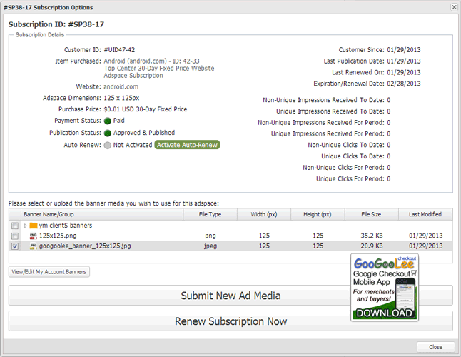 #SP38-17 Subscription Options
Subscription ID: #SP38-17
Subscription Details
Customer ID: #UID47-42
Item Purchased: Android (android.com) - ID: 42-33
Top Center 30-Day Fixed Price Website
Adspace Subscription
Website: android.com
Adspace Dimensions: 125 x 125px
Purchase Price: $3.81 USD 30-Day Fixed Price
Payment Status: Paid
Publication Status: Approved & Published
Auto Renew: Not Activated Activate Auto-Renew
Customer Since: 01/29/2013
Last Publication Date: 01/29/2013
Last Renewed On: 01/29/2013
Expiration/Renewal Date: 02/28/2013
Non-Unique Impressions Received To Date: 0
Unique Impressions Received To Date: 0
Non-Unique Impressions Received For Period: 0
Unique Impressions Received For Period: 0
Non-Unique Clicks To Date: 0
Unique Clicks To Date: 0
Non-Unique Clicks For Period: 0
Unique Clicks For Period: 0
Please select or upload the banner media you wish to use for this adspace:
Banner Name/Group File Type Width (px) Height (px) File Size Last Modified
banners
125x125.png png 125 125 35.2 KB 01/29/2013
googoolee_banner_125x125.jpg jpeg 125 125 20.9 KB 01/29/2013
View/Edit My Account Banners
GooGooLee
checkout
Google Checkout
Mobile App
For merchants
and buyers!
DOWNLOAD
Submit New Ad Media
Renew Subscription Now
Close